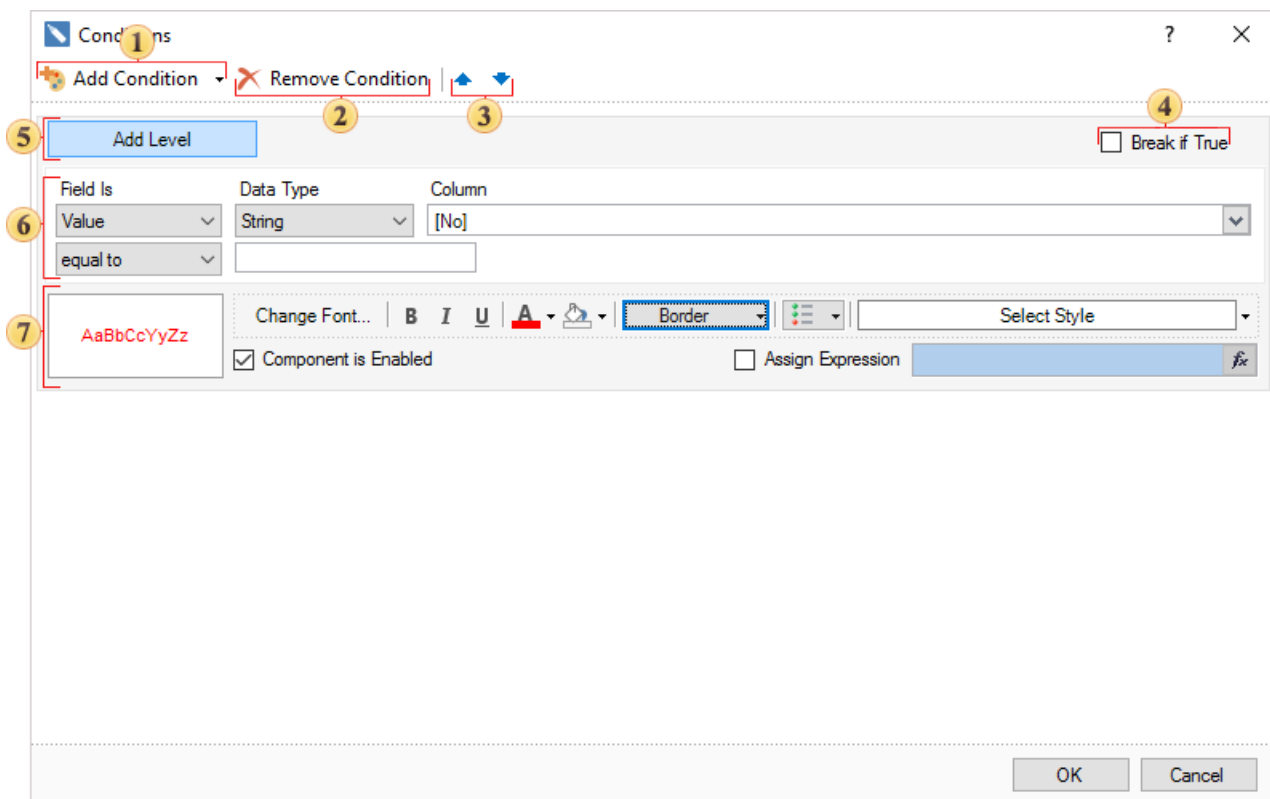 Conditions ?
1
Add Condition Remove Condition
2 3
4
5 Add Level Break if True
Field Is Data Type Column
6 Value String [No]
equal to
7 AaBbCcYyZz Change Font... B I U A Border Select Style
Component is Enabled Assign Expression fx
OK Cancel